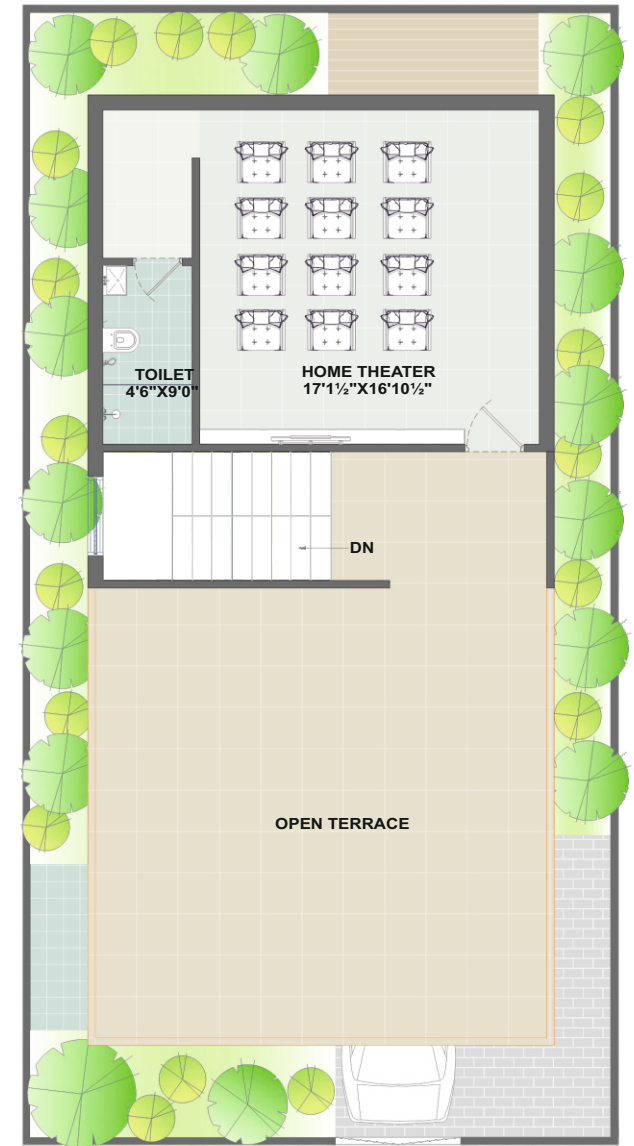 TOILET
4'6"X9'0"
HOME THEATER
17'1½"X16'10½"
DN
OPEN TERRACE